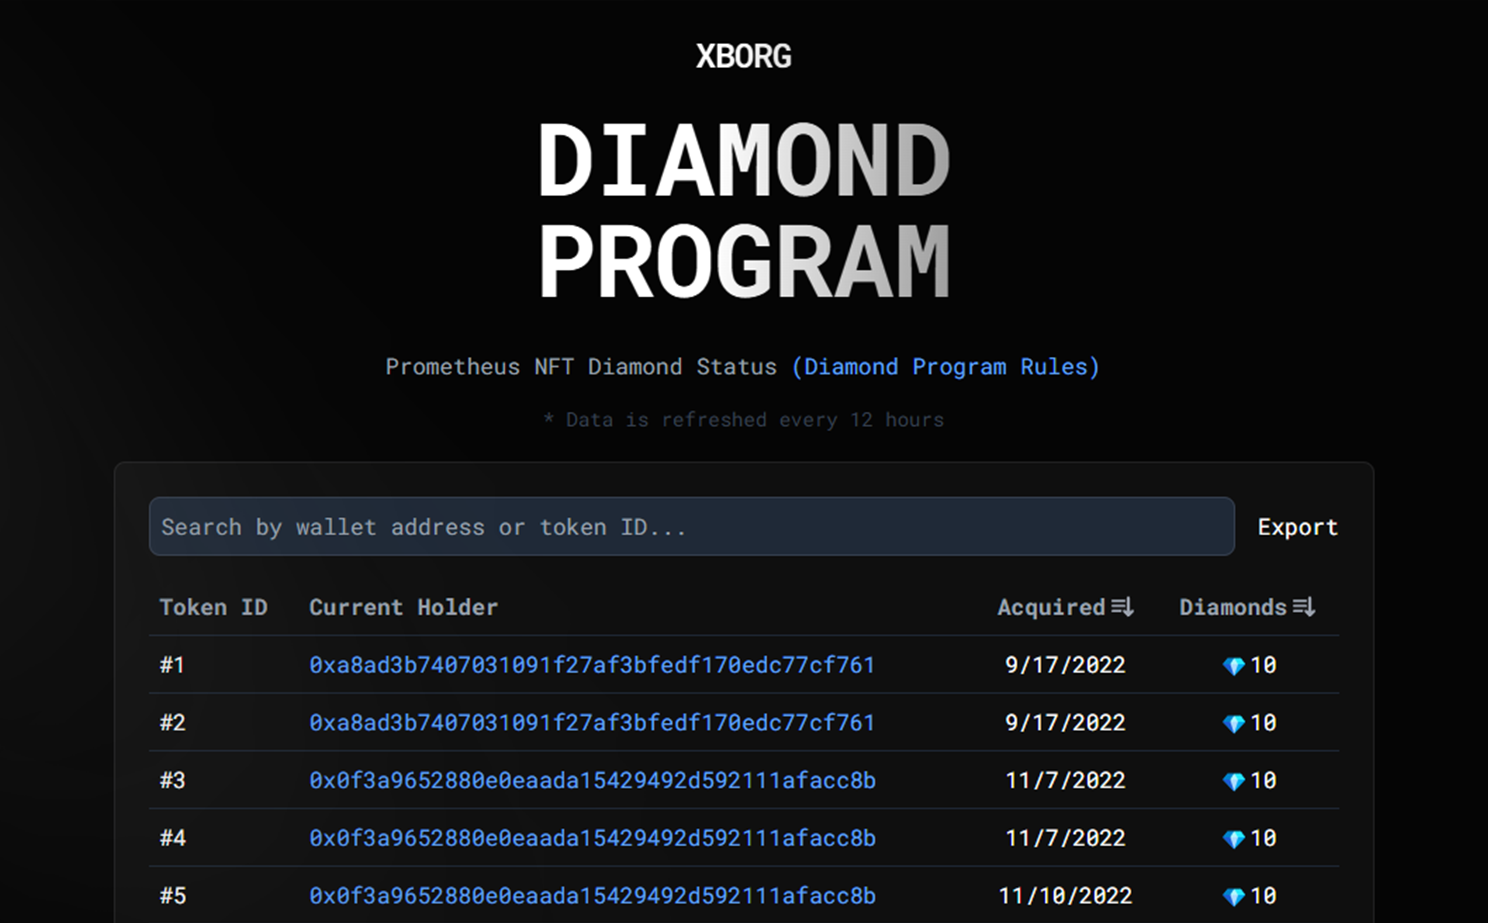 XBORG
DIAMOND
PROGRAM
Prometheus NFT Diamond Status (Diamond Program Rules)
* Data is refreshed every 12 hours
Search by wallet address or token ID... Export
Token ID Current Holder Acquired Diamonds
#1 0xa8ad3b7407031091f27af3bfedf170edc77cf761 9/17/2022 10
#2 0xa8ad3b7407031091f27af3bfedf170edc77cf761 9/17/2022 10
#3 0x0f3a9652880e0eaada15429492d592111afacc8b 11/7/2022 10
#4 0x0f3a9652880e0eaada15429492d592111afacc8b 11/7/2022 10
#5 0x0f3a9652880e0eaada15429492d592111afacc8b 11/10/2022 10